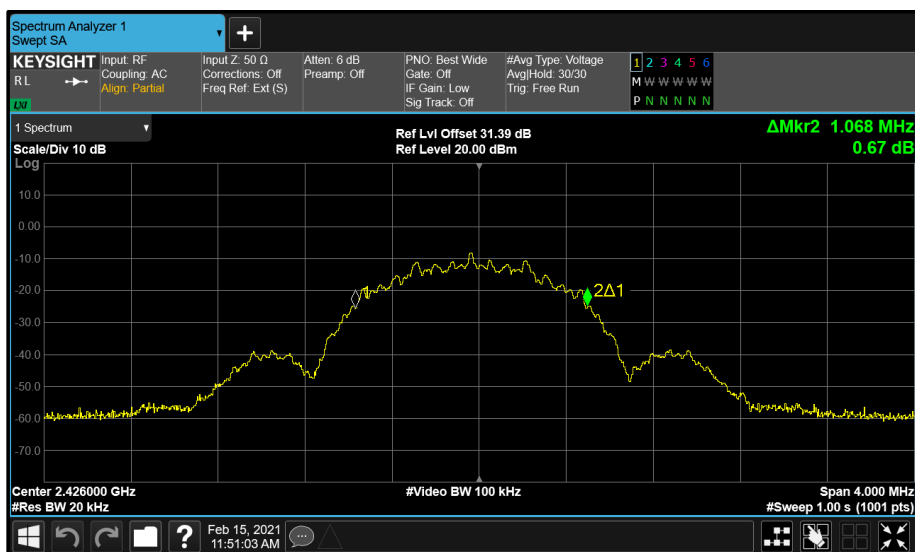 Spectrum Analyzer 1
Swept SA
KEYSIGHT
RL
LXI
Input: RF
Coupling: AC
Align: Partial
Input Z: 50 Ω
Corrections: Off
Freq Ref: Ext (S)
Atten: 6 dB
Preamp: Off
PNO: Best Wide
Gate: Off
IF Gain: Low
Sig Track: Off
#Avg Type: Voltage
Avg|Hold: 30/30
Trig: Free Run
1 2 3 4 5 6
M W W W W W
P N N N N N
1 Spectrum
Scale/Div 10 dB
Log
Ref Lvl Offset 31.39 dB
Ref Level 20.00 dBm
ΔMkr2 1.068 MHz
0.67 dB
10.0
0.00
-10.0
-20.0
-30.0
-40.0
-50.0
-60.0
-70.0
1
2Δ1
Center 2.426000 GHz
#Res BW 20 kHz
#Video BW 100 kHz
Span 4.000 MHz
#Sweep 1.00 s (1001 pts)
?
Feb 15, 2021
11:51:03 AM